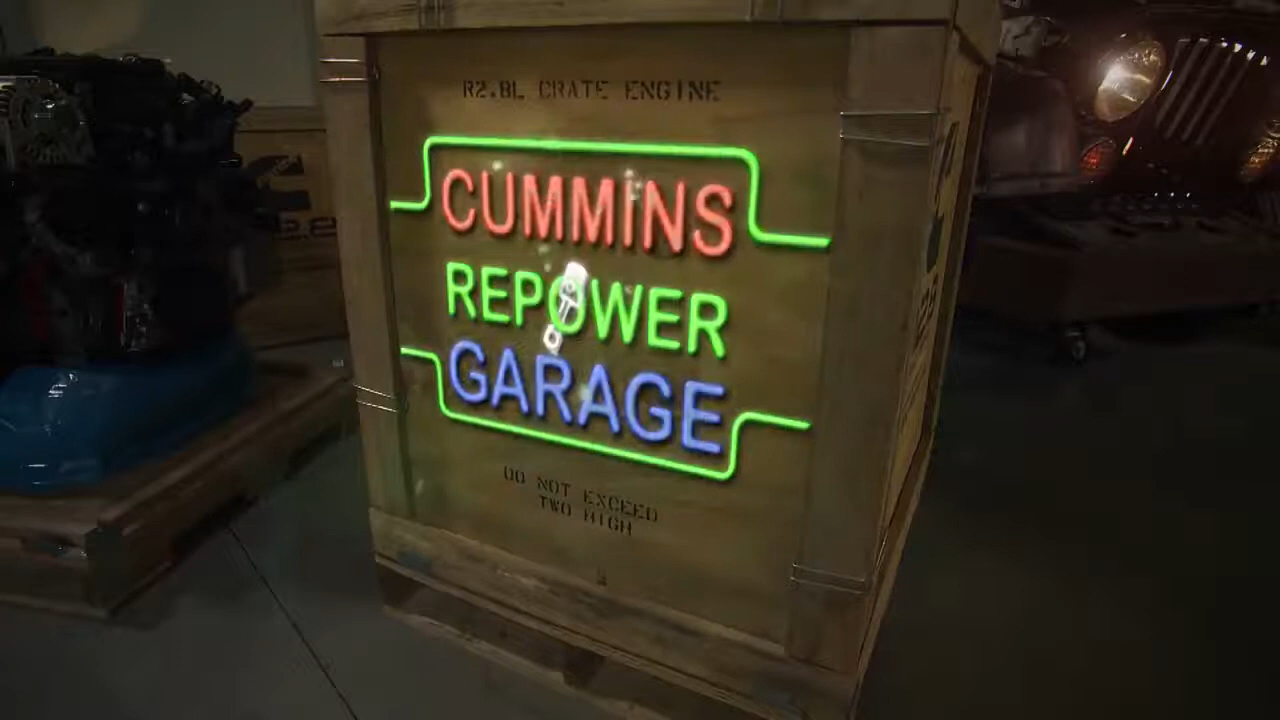 R2.8L CRATE ENGINE
CUMMINS
REPOWER
GARAGE
DO NOT EXCEED
TWO HIGH